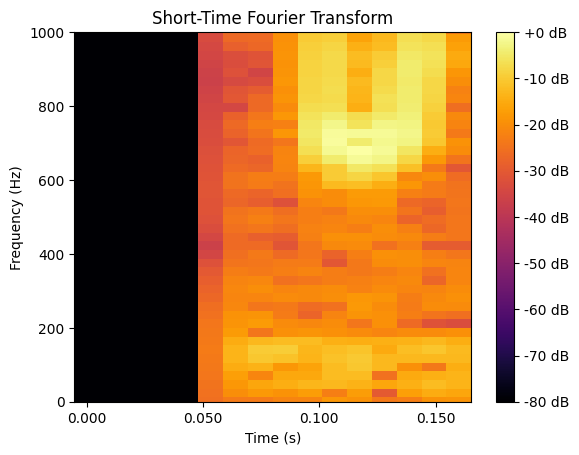 Short-Time Fourier Transform
1000
800
600
400
200
0
Frequency (Hz)
0.000
0.050
0.100
0.150
Time (s)
+0 dB
-10 dB
-20 dB
-30 dB
-40 dB
-50 dB
-60 dB
-70 dB
-80 dB